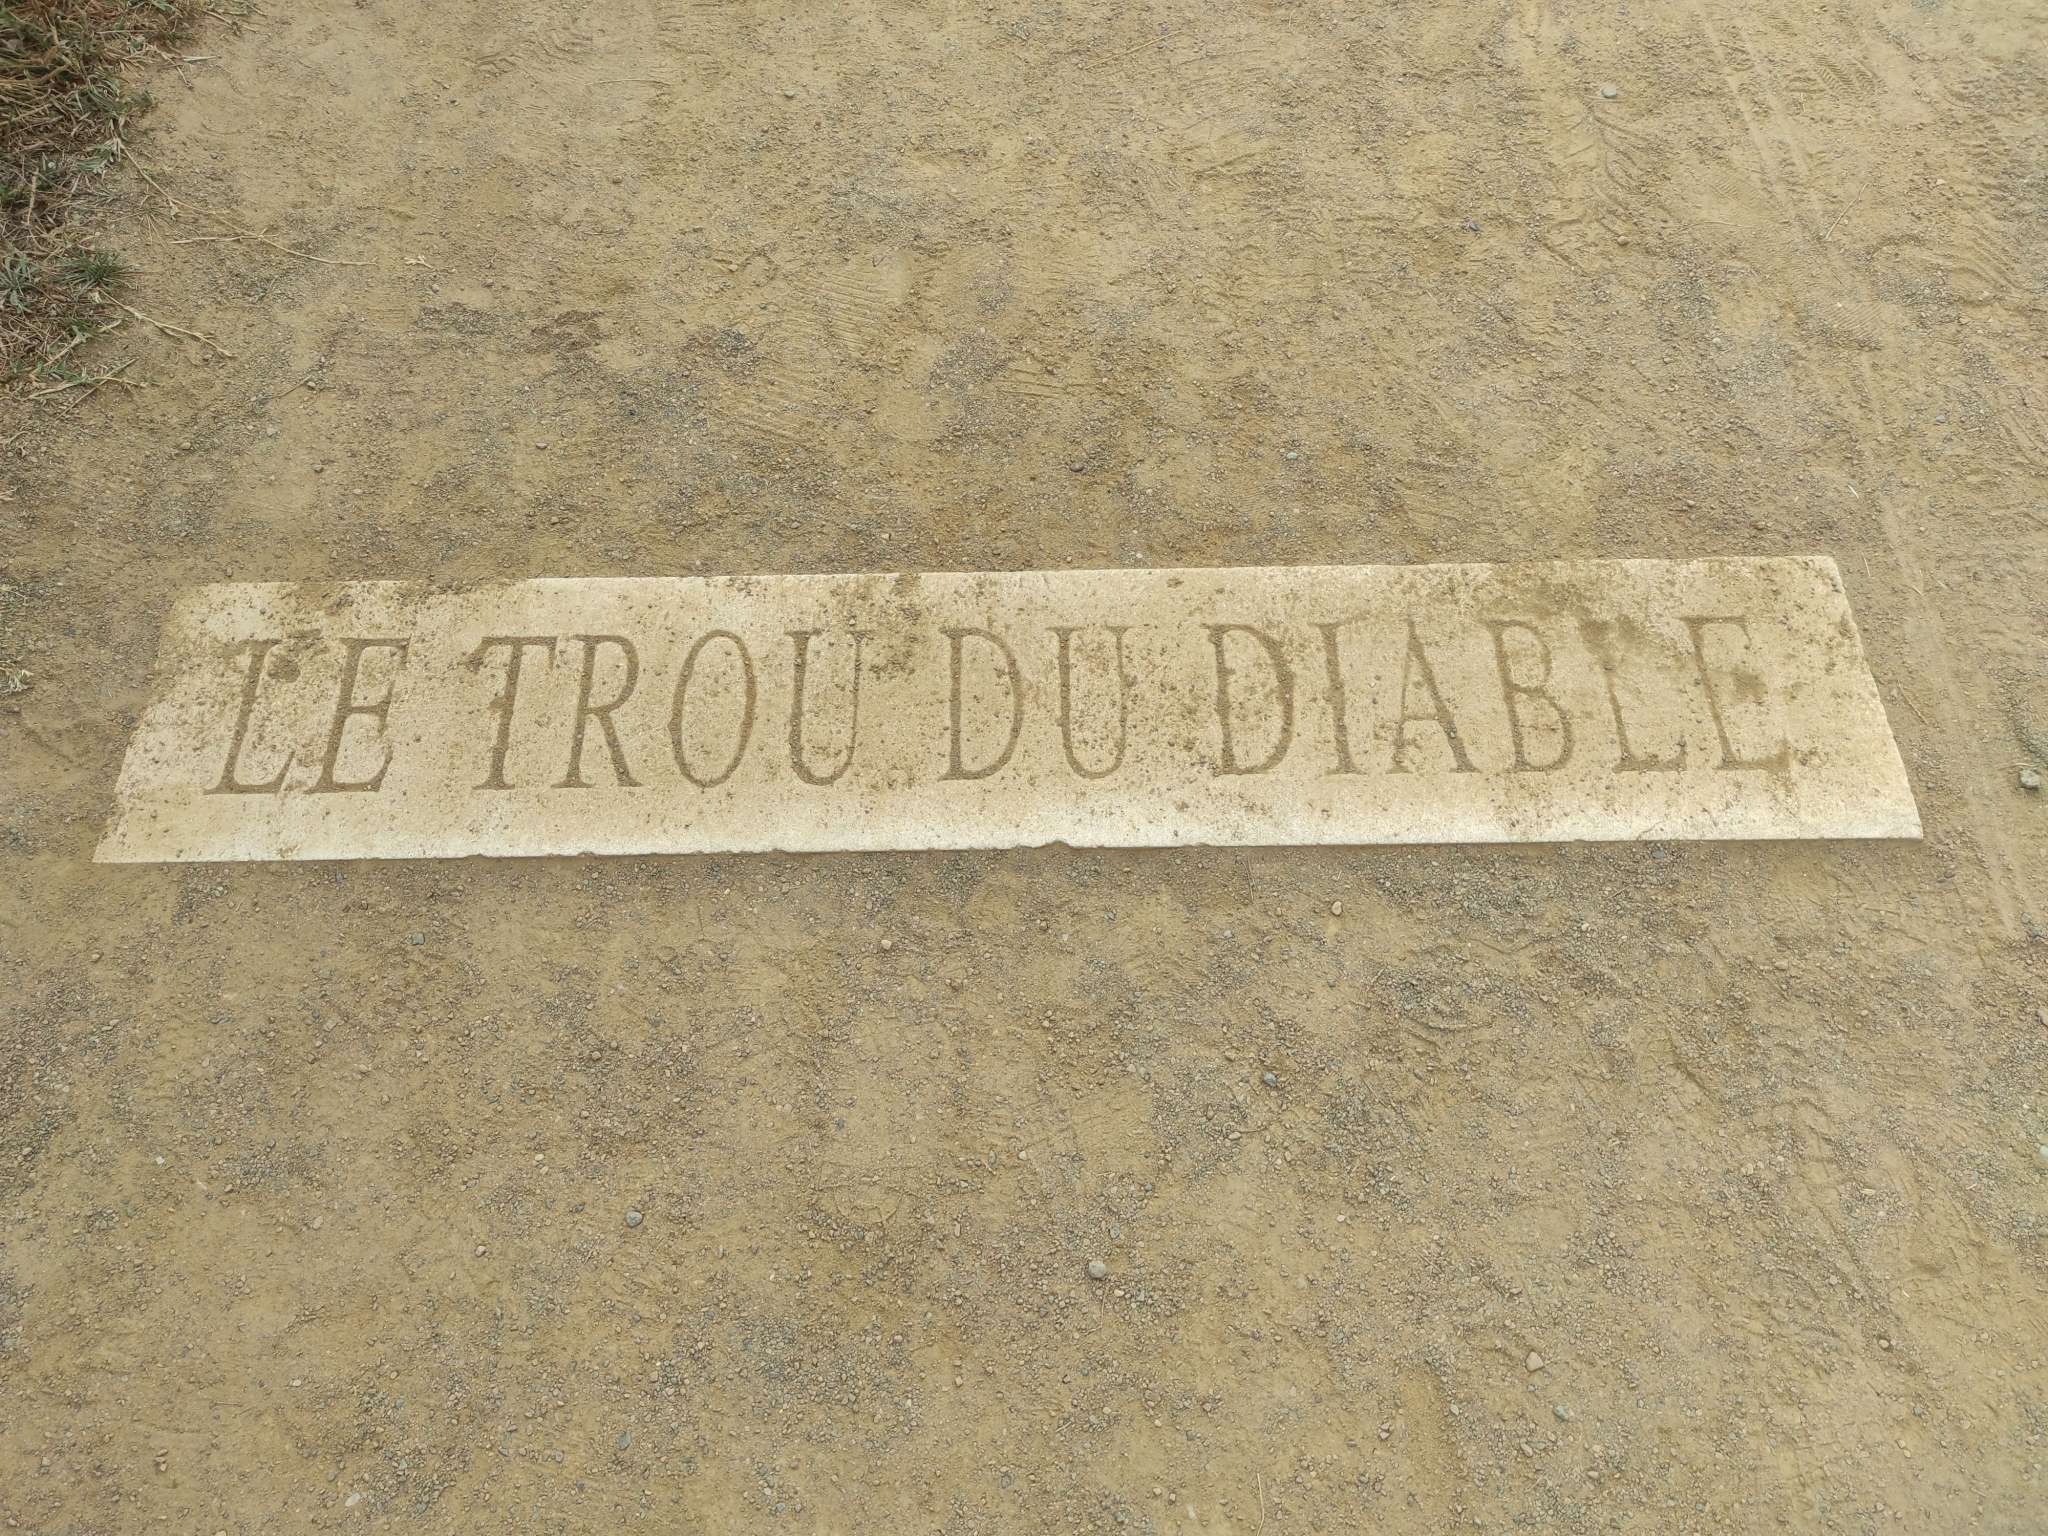 LE TROU DU DIABLE